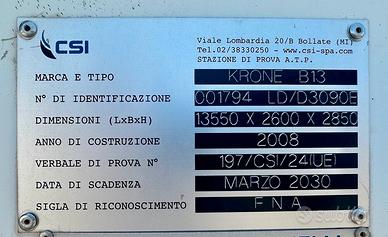 CSI
Viale Lombardia 20/B Bollate (MI)
Tel.02/38330250 - www.csi-spa.com
STAZIONE DI PROVA A.T.P.
MARCA E TIPO KRONE B13
N° DI IDENTIFICAZIONE 001794 LD/D3090E
DIMENSIONI (LxBxH) 13550 X 2600 X 2850
ANNO DI COSTRUZIONE 2008
VERBALE DI PROVA N° 197/CSI/24(UE)
DATA DI SCADENZA MARZO 2030
SIGLA DI RICONOSCIMENTO FNA
subito